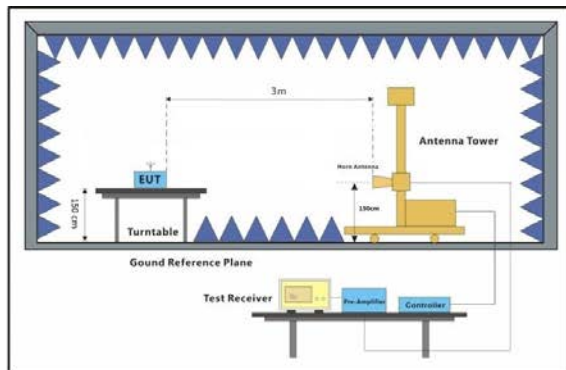 3m
Antenna Tower
Horn Antenna
EUT
150 cm
150cm
Turntable
Gound Reference Plane
Test Receiver
Pre-Amplifier
Controller